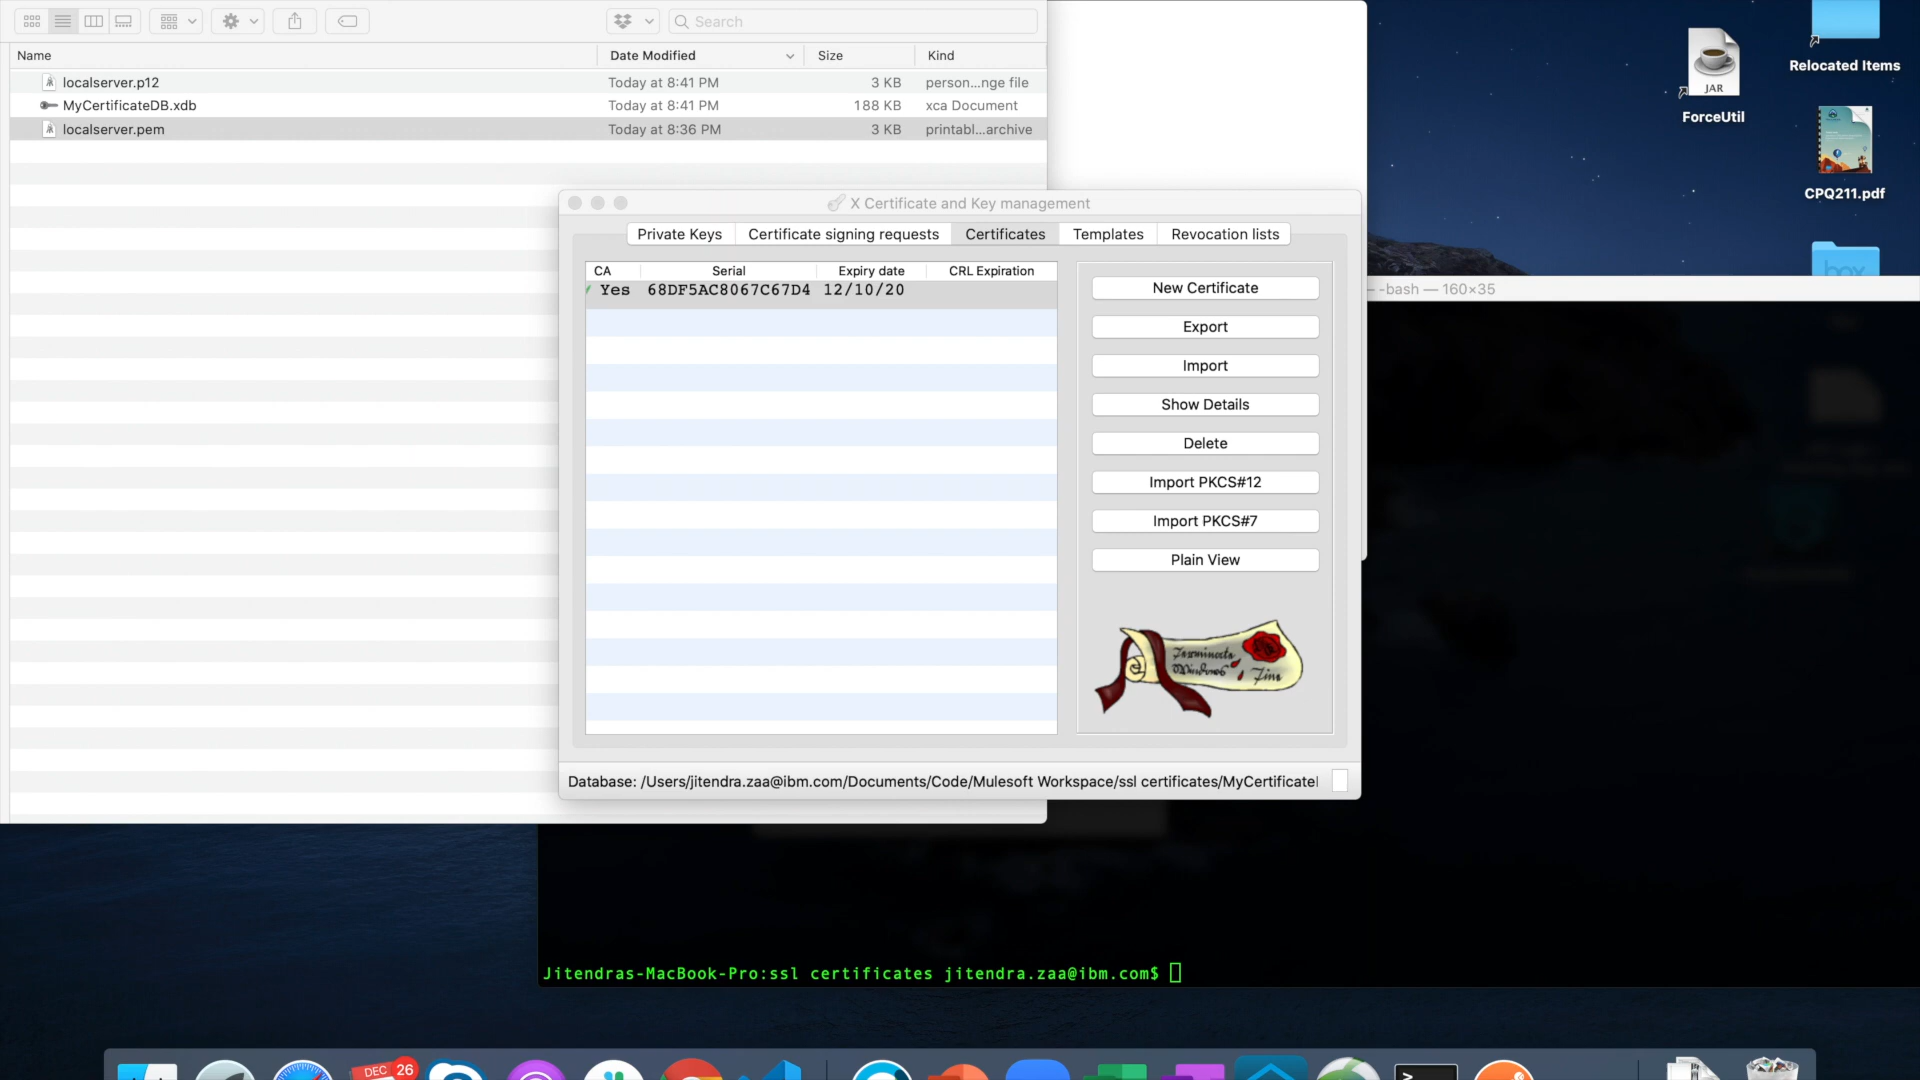 Search
Name Date Modified Size Kind
localserver.p12 Today at 8:41 PM 3 KB person...nge file
MyCertificateDB.xdb Today at 8:41 PM 188 KB xca Document
localserver.pem Today at 8:36 PM 3 KB printabl...archive
JAR
ForceUtil
Relocated Items
CPQ211.pdf
box
-bash — 160×35
X Certificate and Key management
Private Keys Certificate signing requests Certificates Templates Revocation lists
CA Serial Expiry date CRL Expiration
Yes 68DF5AC8067C67D4 12/10/20
New Certificate
Export
Import
Show Details
Delete
Import PKCS#12
Import PKCS#7
Plain View
Database: /Users/jitendra.zaa@ibm.com/Documents/Code/Mulesoft Workspace/ssl certificates/MyCertificate
Jitendras-MacBook-Pro:ssl certificates jitendra.zaa@ibm.com$
DEC 26